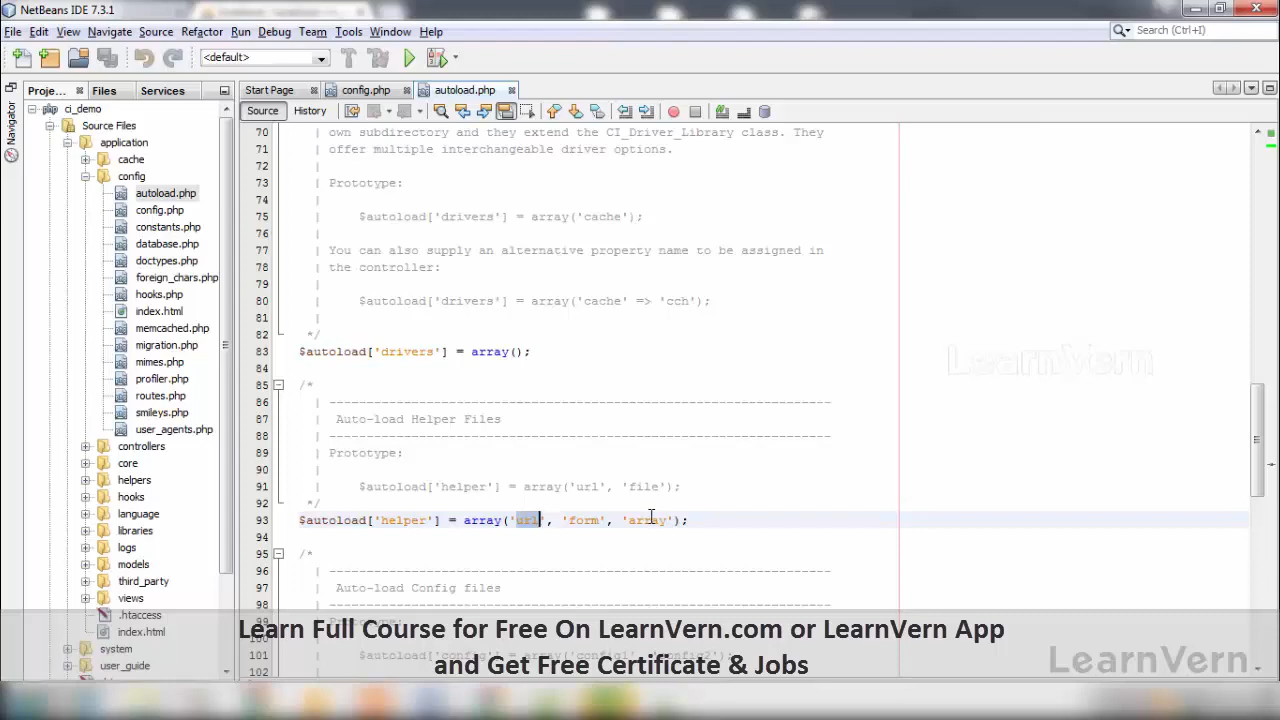 NetBeans IDE 7.3.1
File Edit View Navigate Source Refactor Run Debug Team Tools Window Help
Search (Ctrl+I)
<default>
Proje... Files Services
Start Page config.php autoload.php
Source History
Navigator
ci_demo
Source Files
application
cache
config
autoload.php
config.php
constants.php
database.php
doctypes.php
foreign_chars.php
hooks.php
index.html
memcached.php
migration.php
mimes.php
profiler.php
routes.php
smileys.php
user_agents.php
controllers
core
helpers
hooks
language
libraries
logs
models
third_party
views
.htaccess
index.html
system
user_guide
70 | own subdirectory and they extend the CI_Driver_Library class. They
71 | offer multiple interchangeable driver options.
72 |
73 | Prototype:
74 |
75 | $autoload['drivers'] = array('cache');
76 |
77 | You can also supply an alternative property name to be assigned in
78 | the controller:
79 |
80 | $autoload['drivers'] = array('cache' => 'cch');
81 |
82 */
83 $autoload['drivers'] = array();
84
85 /*
86 | -------------------------------------------------------------------
87 | Auto-load Helper Files
88 | -------------------------------------------------------------------
89 | Prototype:
90 |
91 | $autoload['helper'] = array('url', 'file');
92 */
93 $autoload['helper'] = array('url', 'form', 'array');
94
95 /*
96 | -------------------------------------------------------------------
97 | Auto-load Config files
98 | -------------------------------------------------------------------
| Prototype:
101 | $autoload['config'] = array('config1', 'config2');
102
LearnVern
Learn Full Course for Free On LearnVern.com or LearnVern App
and Get Free Certificate & Jobs
LearnVern